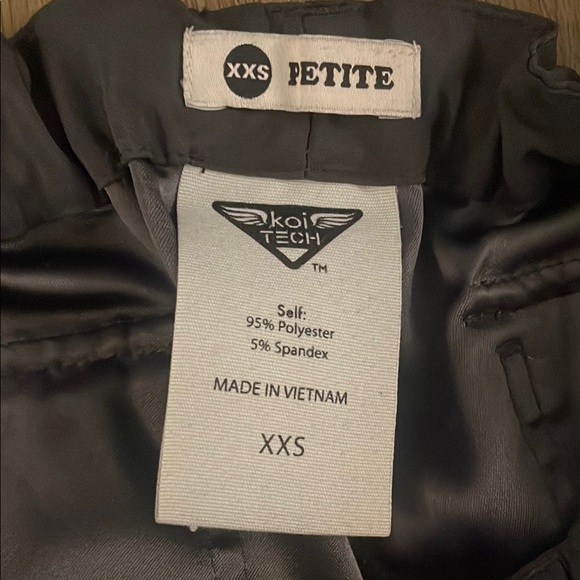 XXS PETITE
koi
TECH
TM
Self:
95% Polyester
5% Spandex
MADE IN VIETNAM
XXS